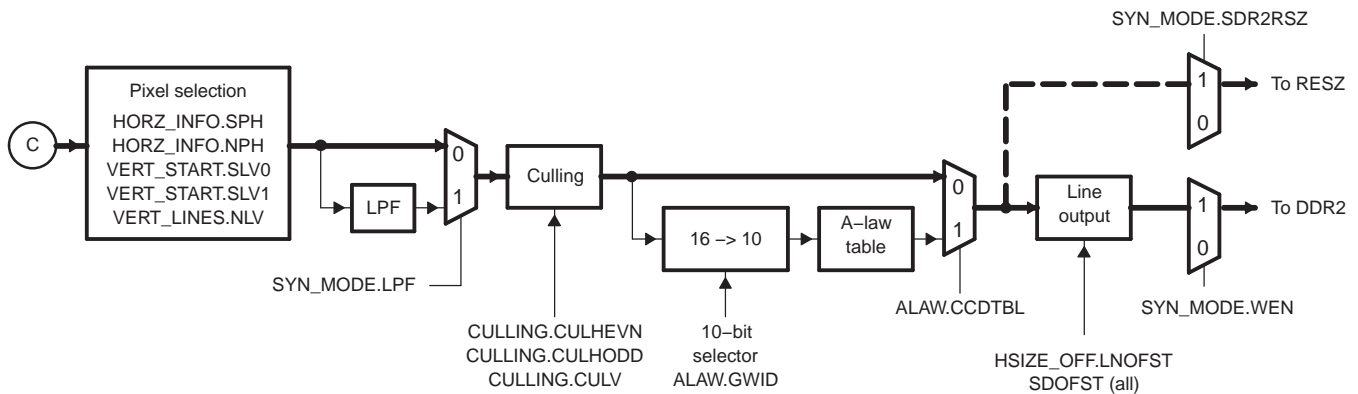 SYN_MODE.SDR2RSZ
C
Pixel selection
HORZ_INFO.SPH
HORZ_INFO.NPH
VERT_START.SLV0
VERT_START.SLV1
VERT_LINES.NLV
LPF
0
1
SYN_MODE.LPF
Culling
CULLING.CULHEVN
CULLING.CULHODD
CULLING.CULV
16 −> 10
10−bit
selector
ALAW.GWID
A−law
table
0
1
ALAW.CCDTBL
1
0
To RESZ
Line
output
HSIZE_OFF.LNOFST
SDOFST (all)
1
0
To DDR2
SYN_MODE.WEN